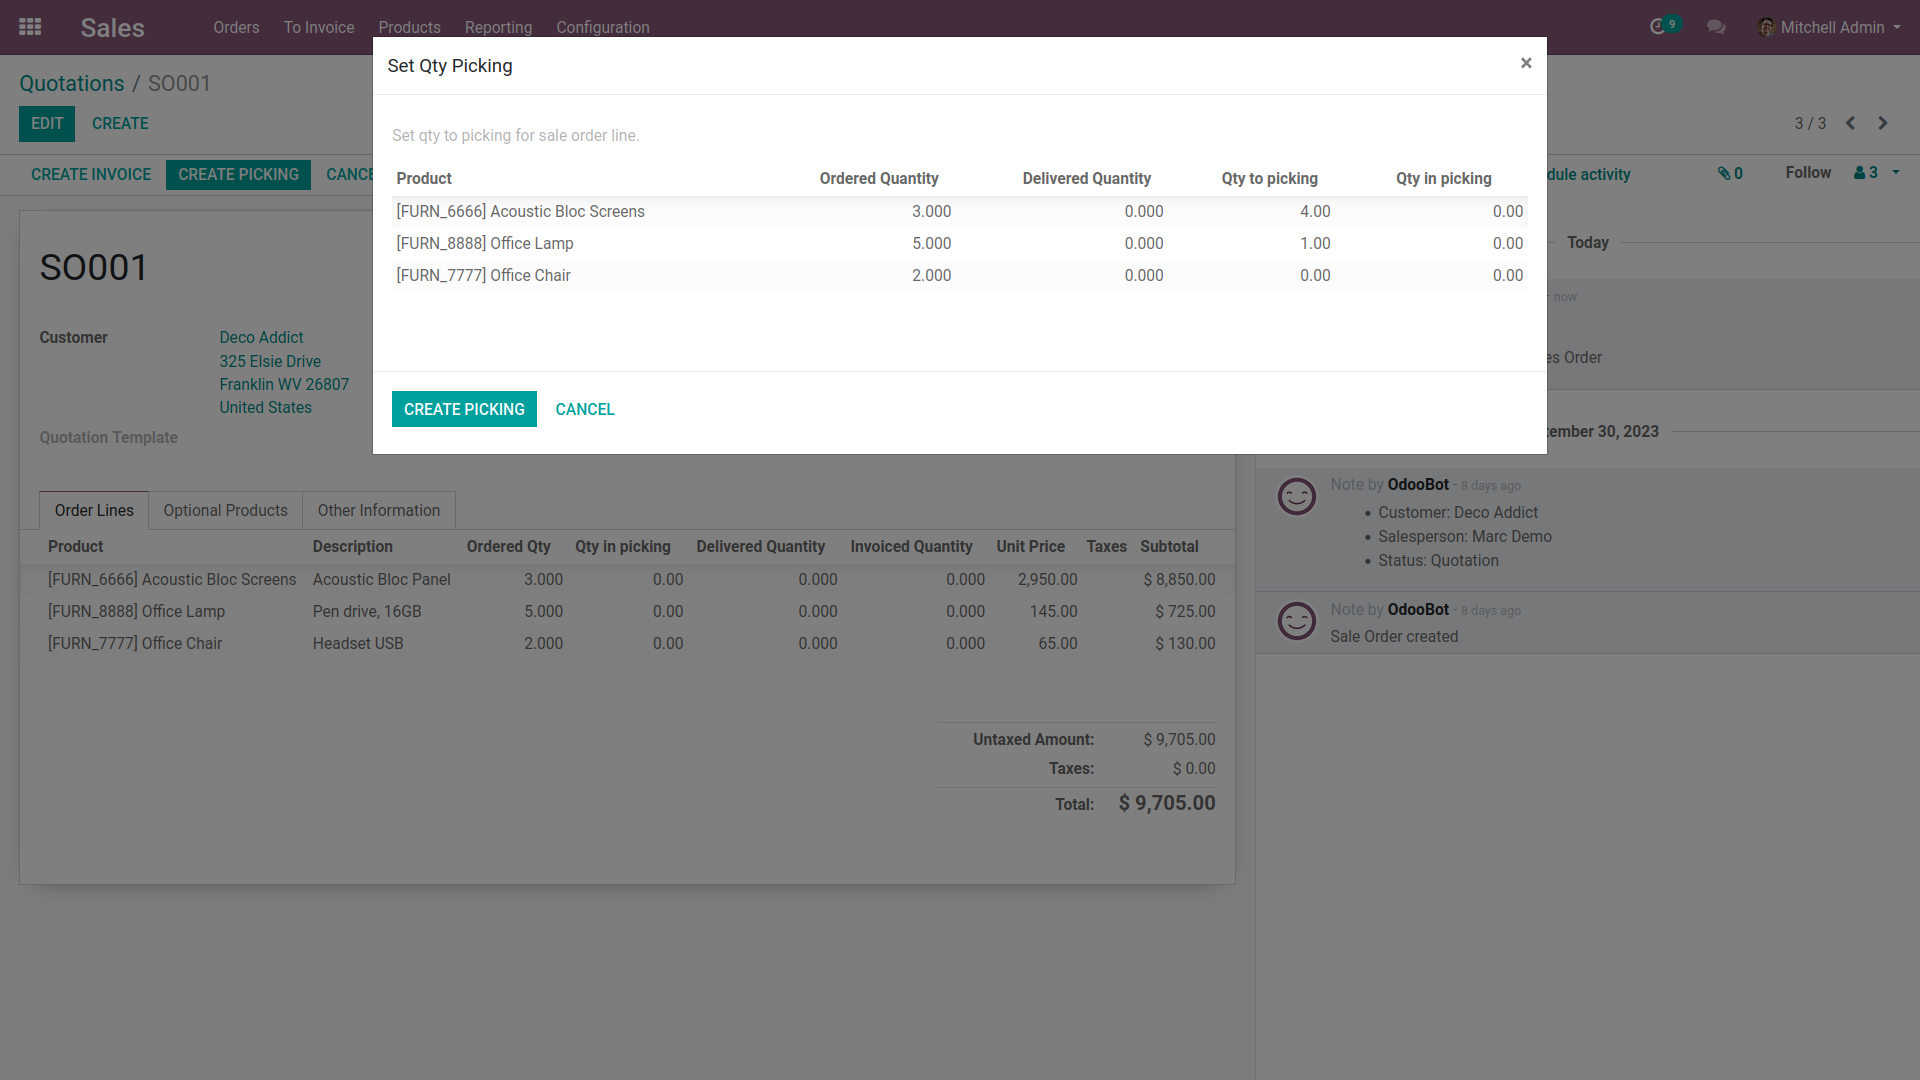 Sales Orders To Invoice Products Reporting Configuration 9 Mitchell Admin
Quotations / SO001
EDIT CREATE 3 / 3
CREATE INVOICE CREATE PICKING CANCE dule activity 0 Follow 3
Set Qty Picking ×
Set qty to picking for sale order line.
Product Ordered Quantity Delivered Quantity Qty to picking Qty in picking
[FURN_6666] Acoustic Bloc Screens 3.000 0.000 4.00 0.00
[FURN_8888] Office Lamp 5.000 0.000 1.00 0.00
[FURN_7777] Office Chair 2.000 0.000 0.00 0.00
CREATE PICKING CANCEL
SO001
Customer Deco Addict
325 Elsie Drive
Franklin WV 26807
United States
Quotation Template
Order Lines Optional Products Other Information
Product Description Ordered Qty Qty in picking Delivered Quantity Invoiced Quantity Unit Price Taxes Subtotal
[FURN_6666] Acoustic Bloc Screens Acoustic Bloc Panel 3.000 0.00 0.000 0.000 2,950.00 $ 8,850.00
[FURN_8888] Office Lamp Pen drive, 16GB 5.000 0.00 0.000 0.000 145.00 $ 725.00
[FURN_7777] Office Chair Headset USB 2.000 0.00 0.000 0.000 65.00 $ 130.00
Untaxed Amount: $ 9,705.00
Taxes: $ 0.00
Total: $ 9,705.00
Today
- now
es Order
tember 30, 2023
Note by OdooBot - 8 days ago
• Customer: Deco Addict
• Salesperson: Marc Demo
• Status: Quotation
Note by OdooBot - 8 days ago
Sale Order created